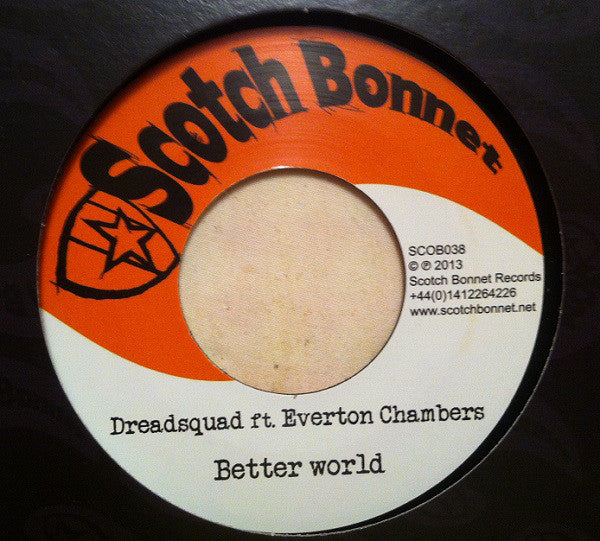 Scotch Bonnet
SCOB038
© ℗ 2013
Scotch Bonnet Records
+44(0)1412264226
www.scotchbonnet.net
Dreadsquad ft. Everton Chambers
Better world